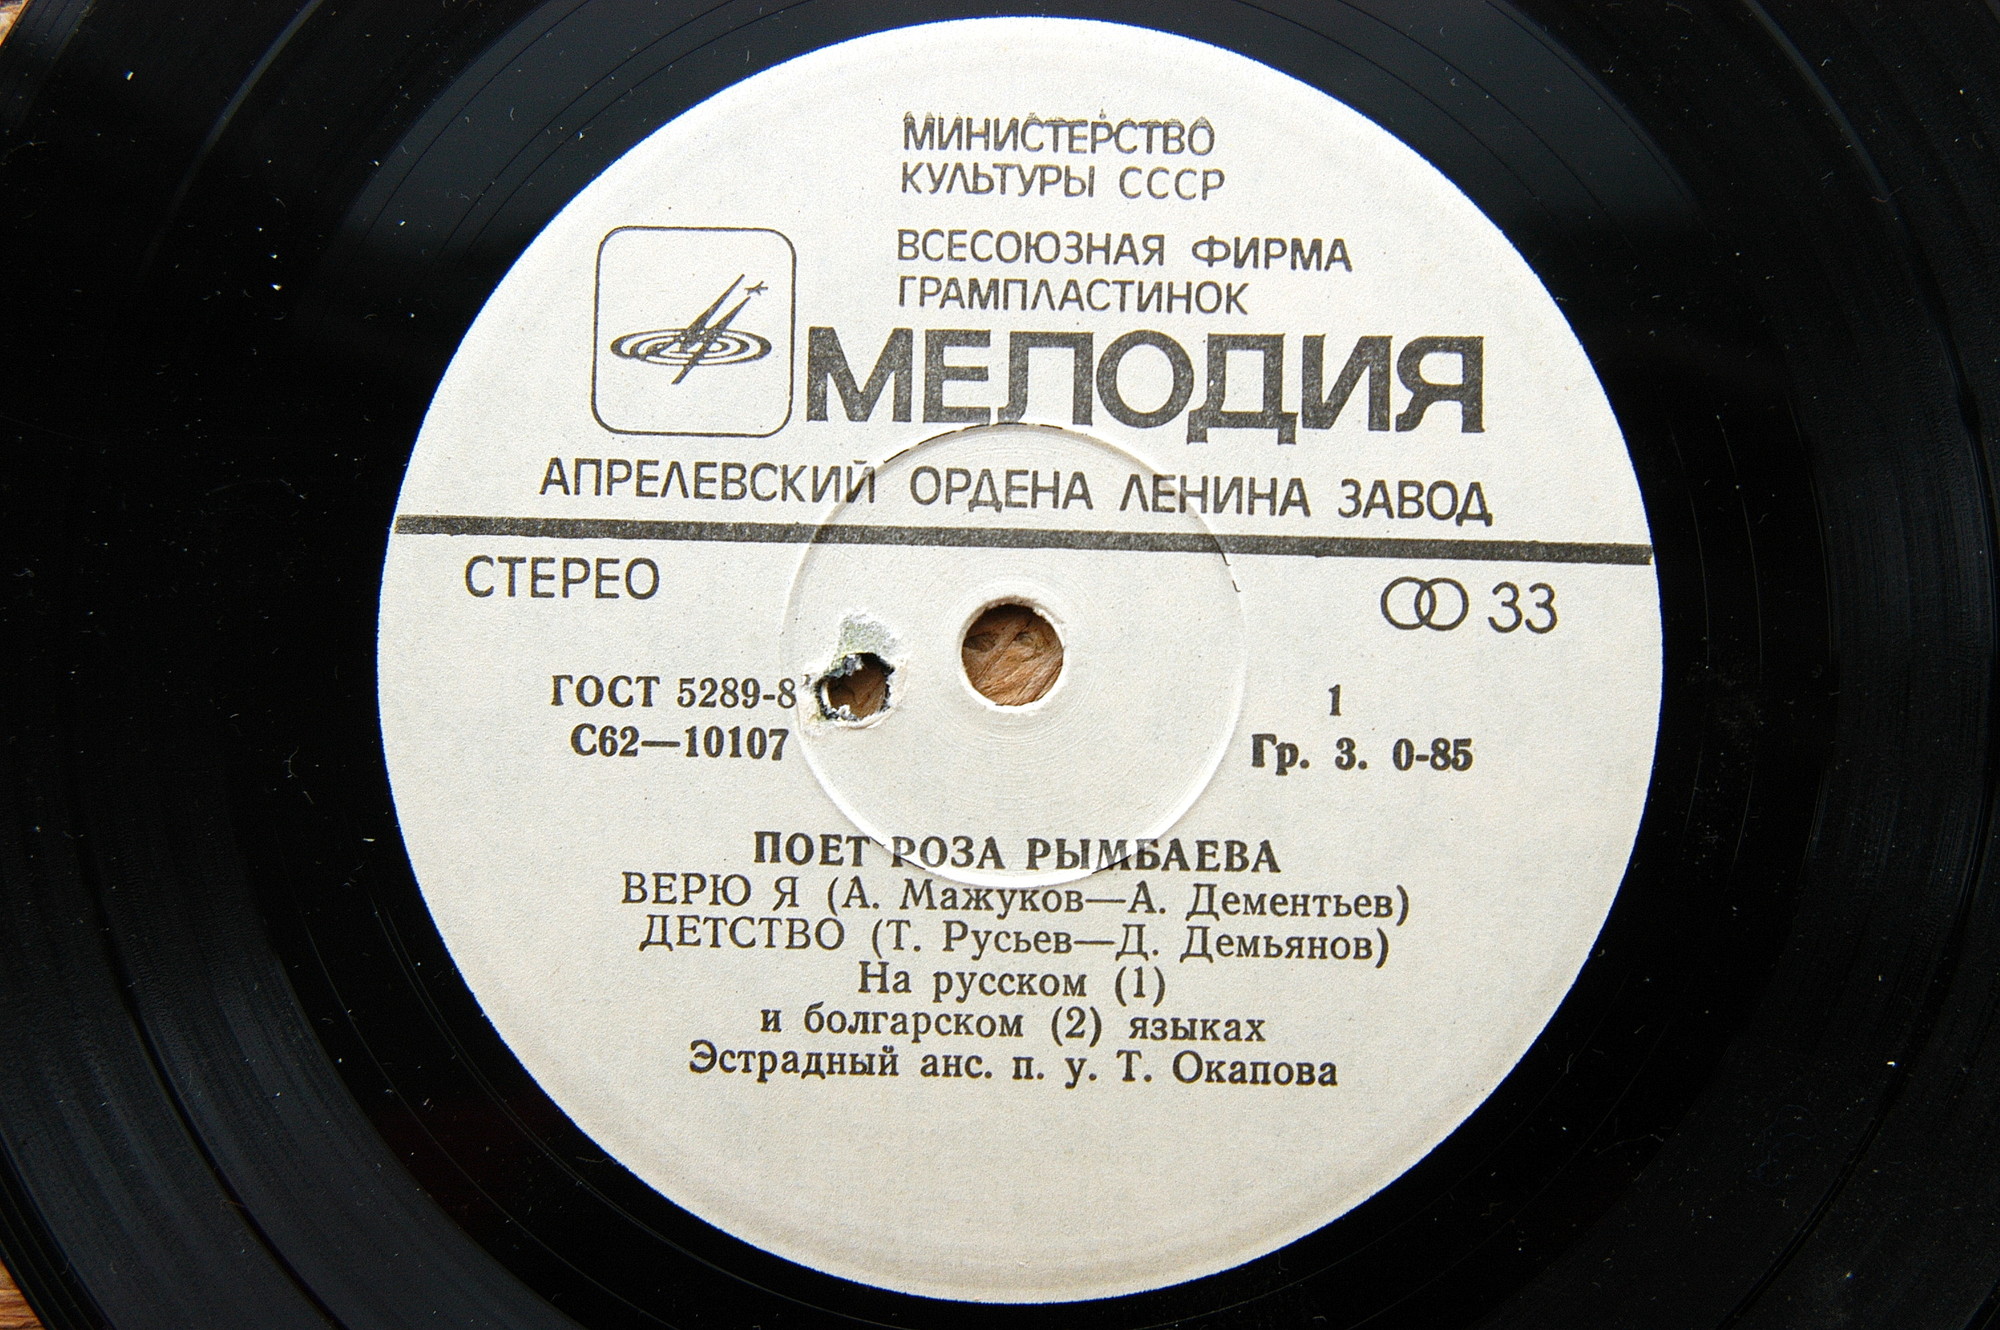 МИНИСТЕРСТВО
КУЛЬТУРЫ СССР
ВСЕСОЮЗНАЯ ФИРМА
ГРАМПЛАСТИНОК
МЕЛОДИЯ
АПРЕЛЕВСКИЙ ОРДЕНА ЛЕНИНА ЗАВОД
СТЕРЕО 33
ГОСТ 5289-8 1
С62—10107 Гр. 3. 0-85
ПОЕТ РОЗА РЫМБАЕВА
ВЕРЮ Я (А. Мажуков—А. Дементьев)
ДЕТСТВО (Т. Русьев—Д. Демьянов)
На русском (1)
и болгарском (2) языках
Эстрадный анс. п. у. Т. Окапова